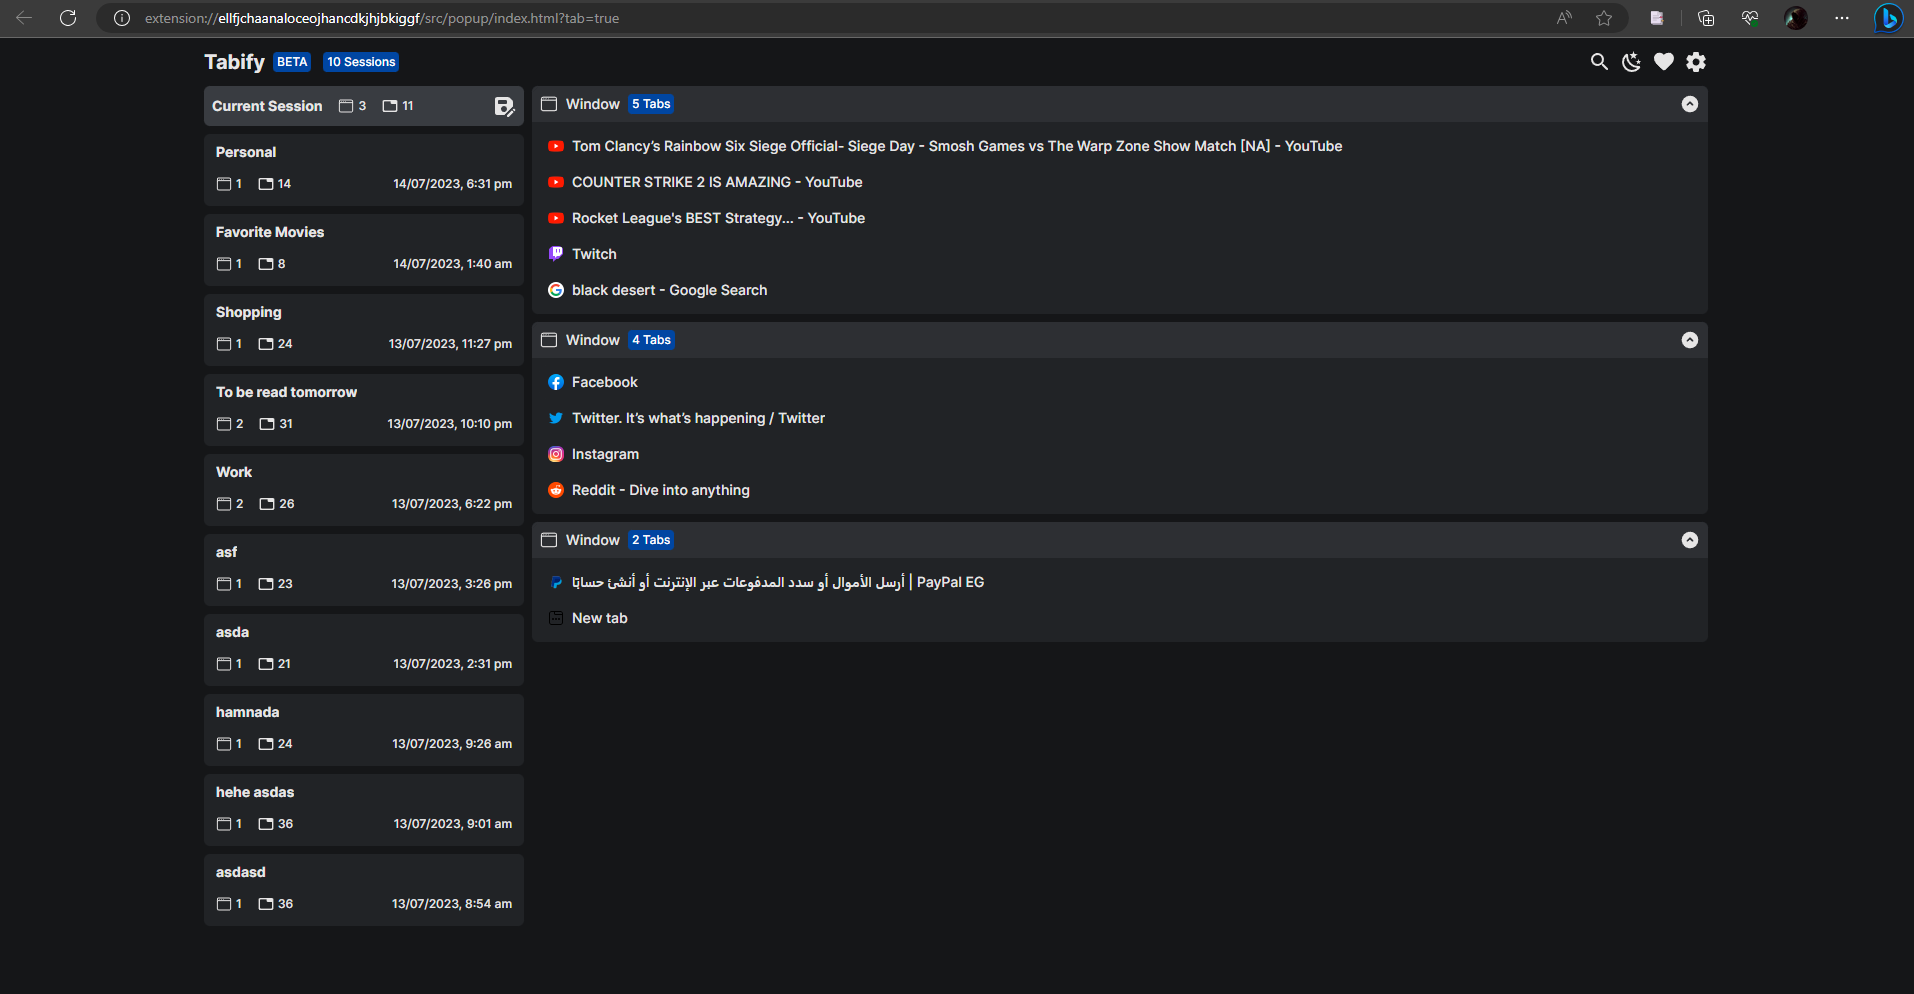 extension://ellfjchaanaloceojhancdkjhjbkiggf/src/popup/index.html?tab=true
Tabify BETA 10 Sessions
Current Session 3 11
Personal
1 14 14/07/2023, 6:31 pm
Favorite Movies
1 8 14/07/2023, 1:40 am
Shopping
1 24 13/07/2023, 11:27 pm
To be read tomorrow
2 31 13/07/2023, 10:10 pm
Work
2 26 13/07/2023, 6:22 pm
asf
1 23 13/07/2023, 3:26 pm
asda
1 21 13/07/2023, 2:31 pm
hamnada
1 24 13/07/2023, 9:26 am
hehe asdas
1 36 13/07/2023, 9:01 am
asdasd
1 36 13/07/2023, 8:54 am
Window 5 Tabs
Tom Clancy’s Rainbow Six Siege Official- Siege Day - Smosh Games vs The Warp Zone Show Match [NA] - YouTube
COUNTER STRIKE 2 IS AMAZING - YouTube
Rocket League's BEST Strategy... - YouTube
Twitch
black desert - Google Search
Window 4 Tabs
Facebook
Twitter. It’s what’s happening / Twitter
Instagram
Reddit - Dive into anything
Window 2 Tabs
أرسل الأموال أو سدد المدفوعات عبر الإنترنت أو أنشئ حسابًا | PayPal EG
New tab